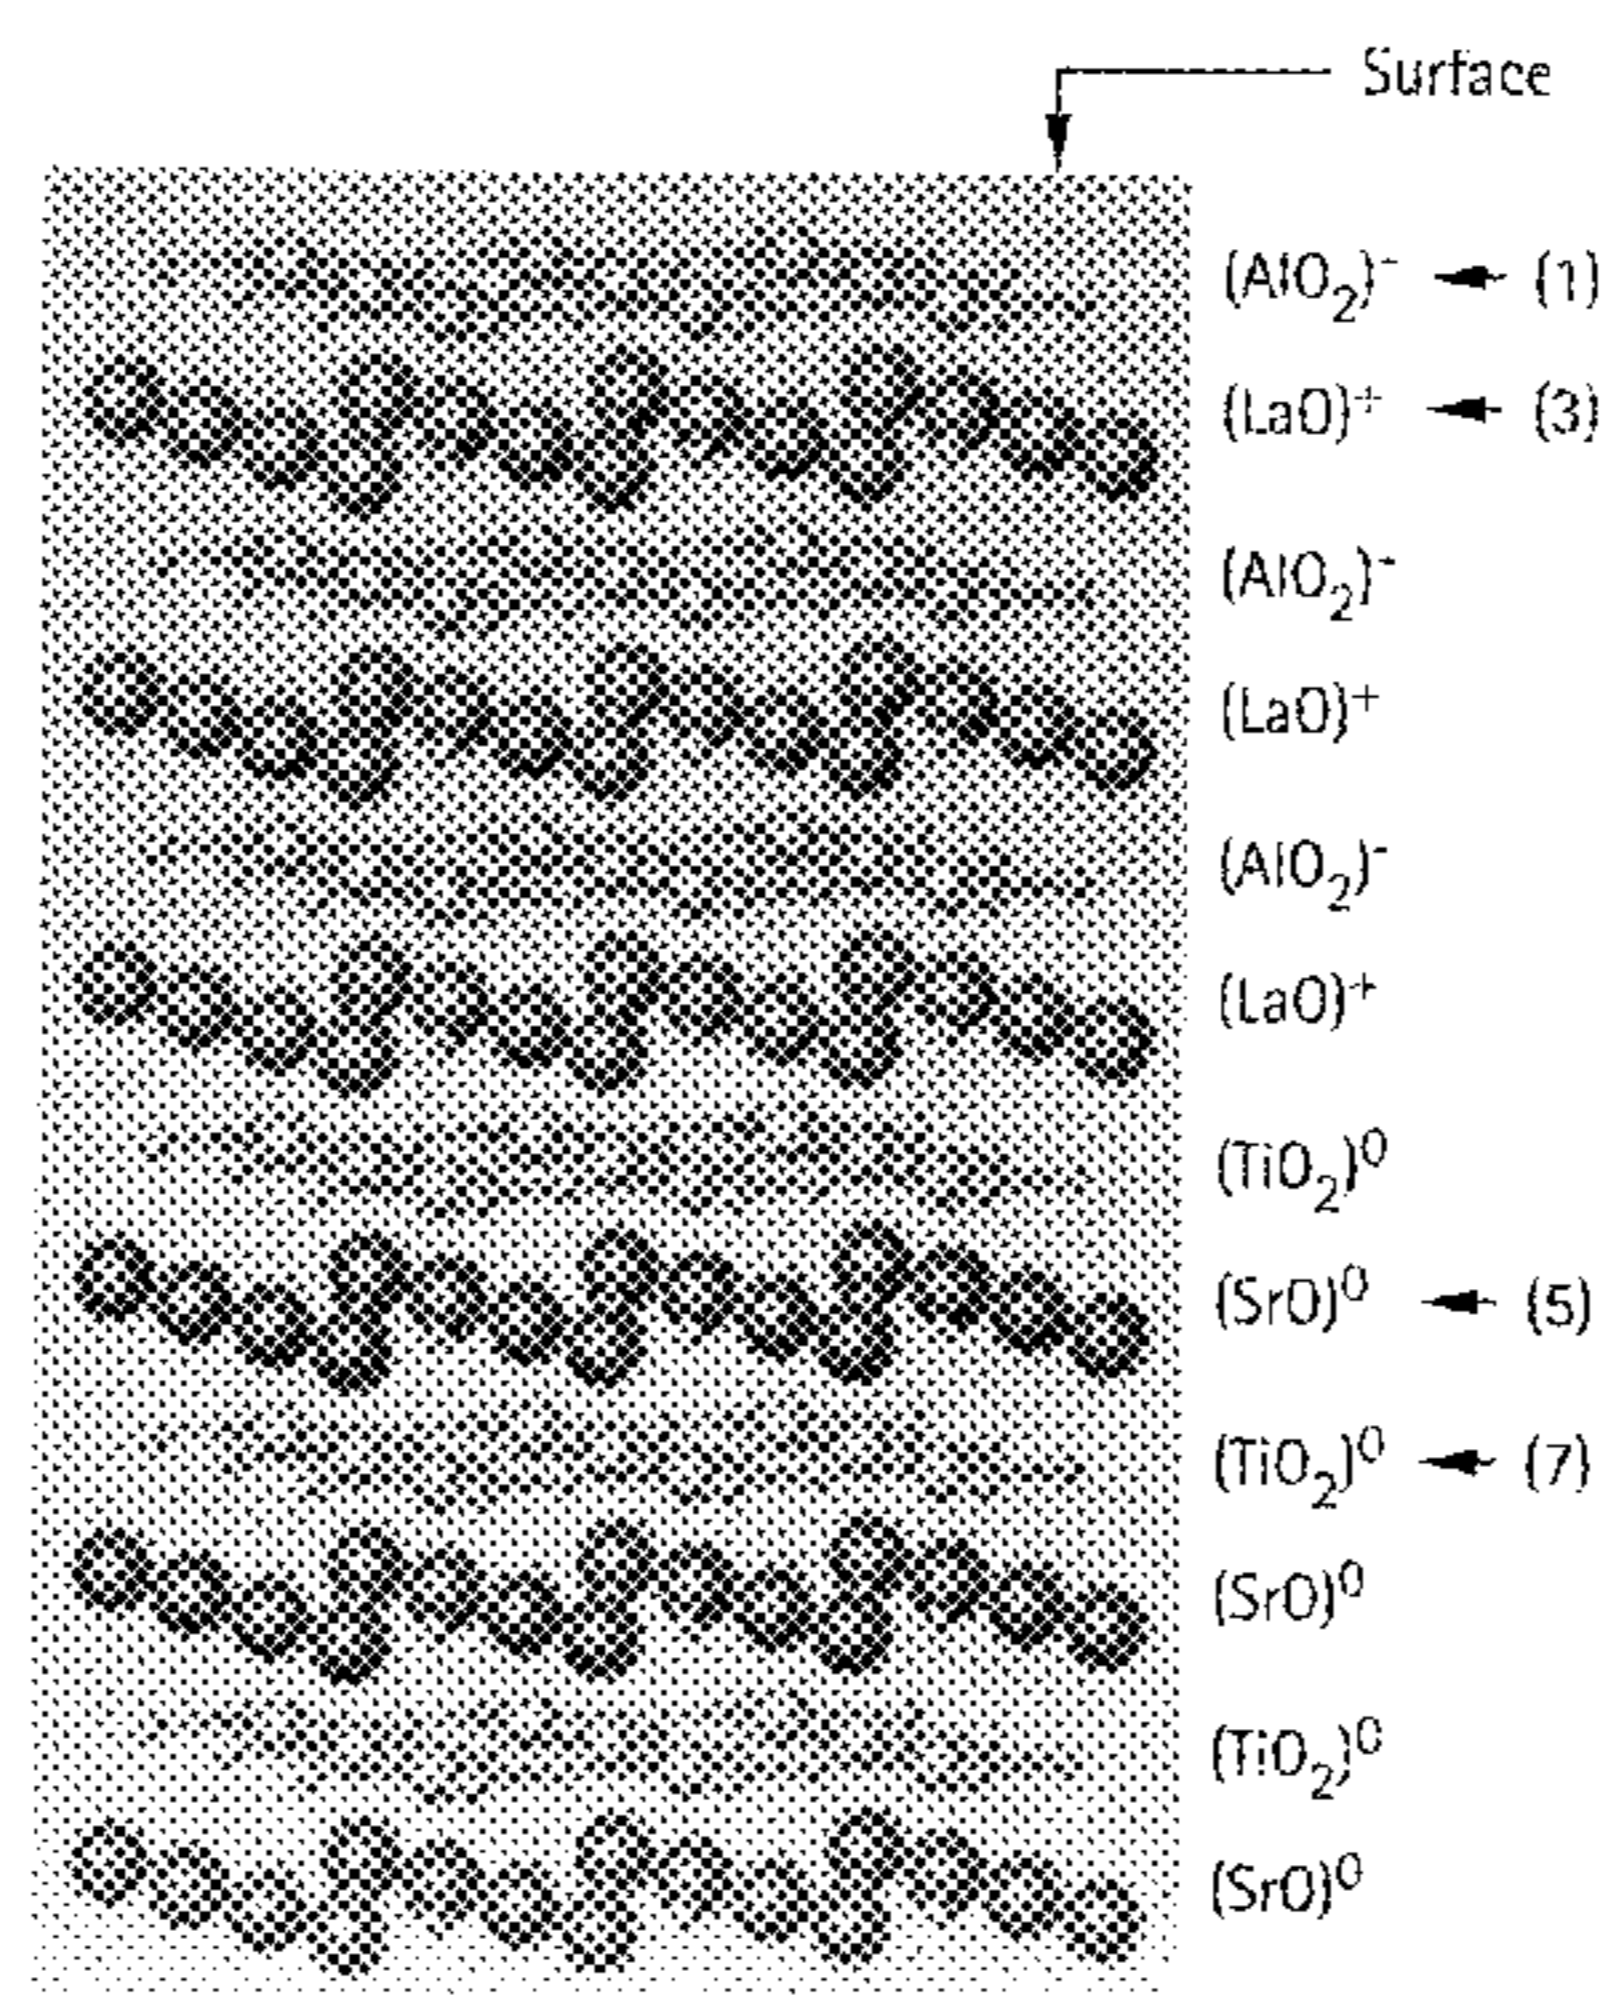 Surface
(AlO₂)⁻ (1)
(LaO)⁺ (3)
(AlO₂)⁻
(LaO)⁺
(AlO₂)⁻
(LaO)⁺
(TiO₂)⁰
(SrO)⁰ (5)
(TiO₂)⁰ (7)
(SrO)⁰
(TiO₂)⁰
(SrO)⁰